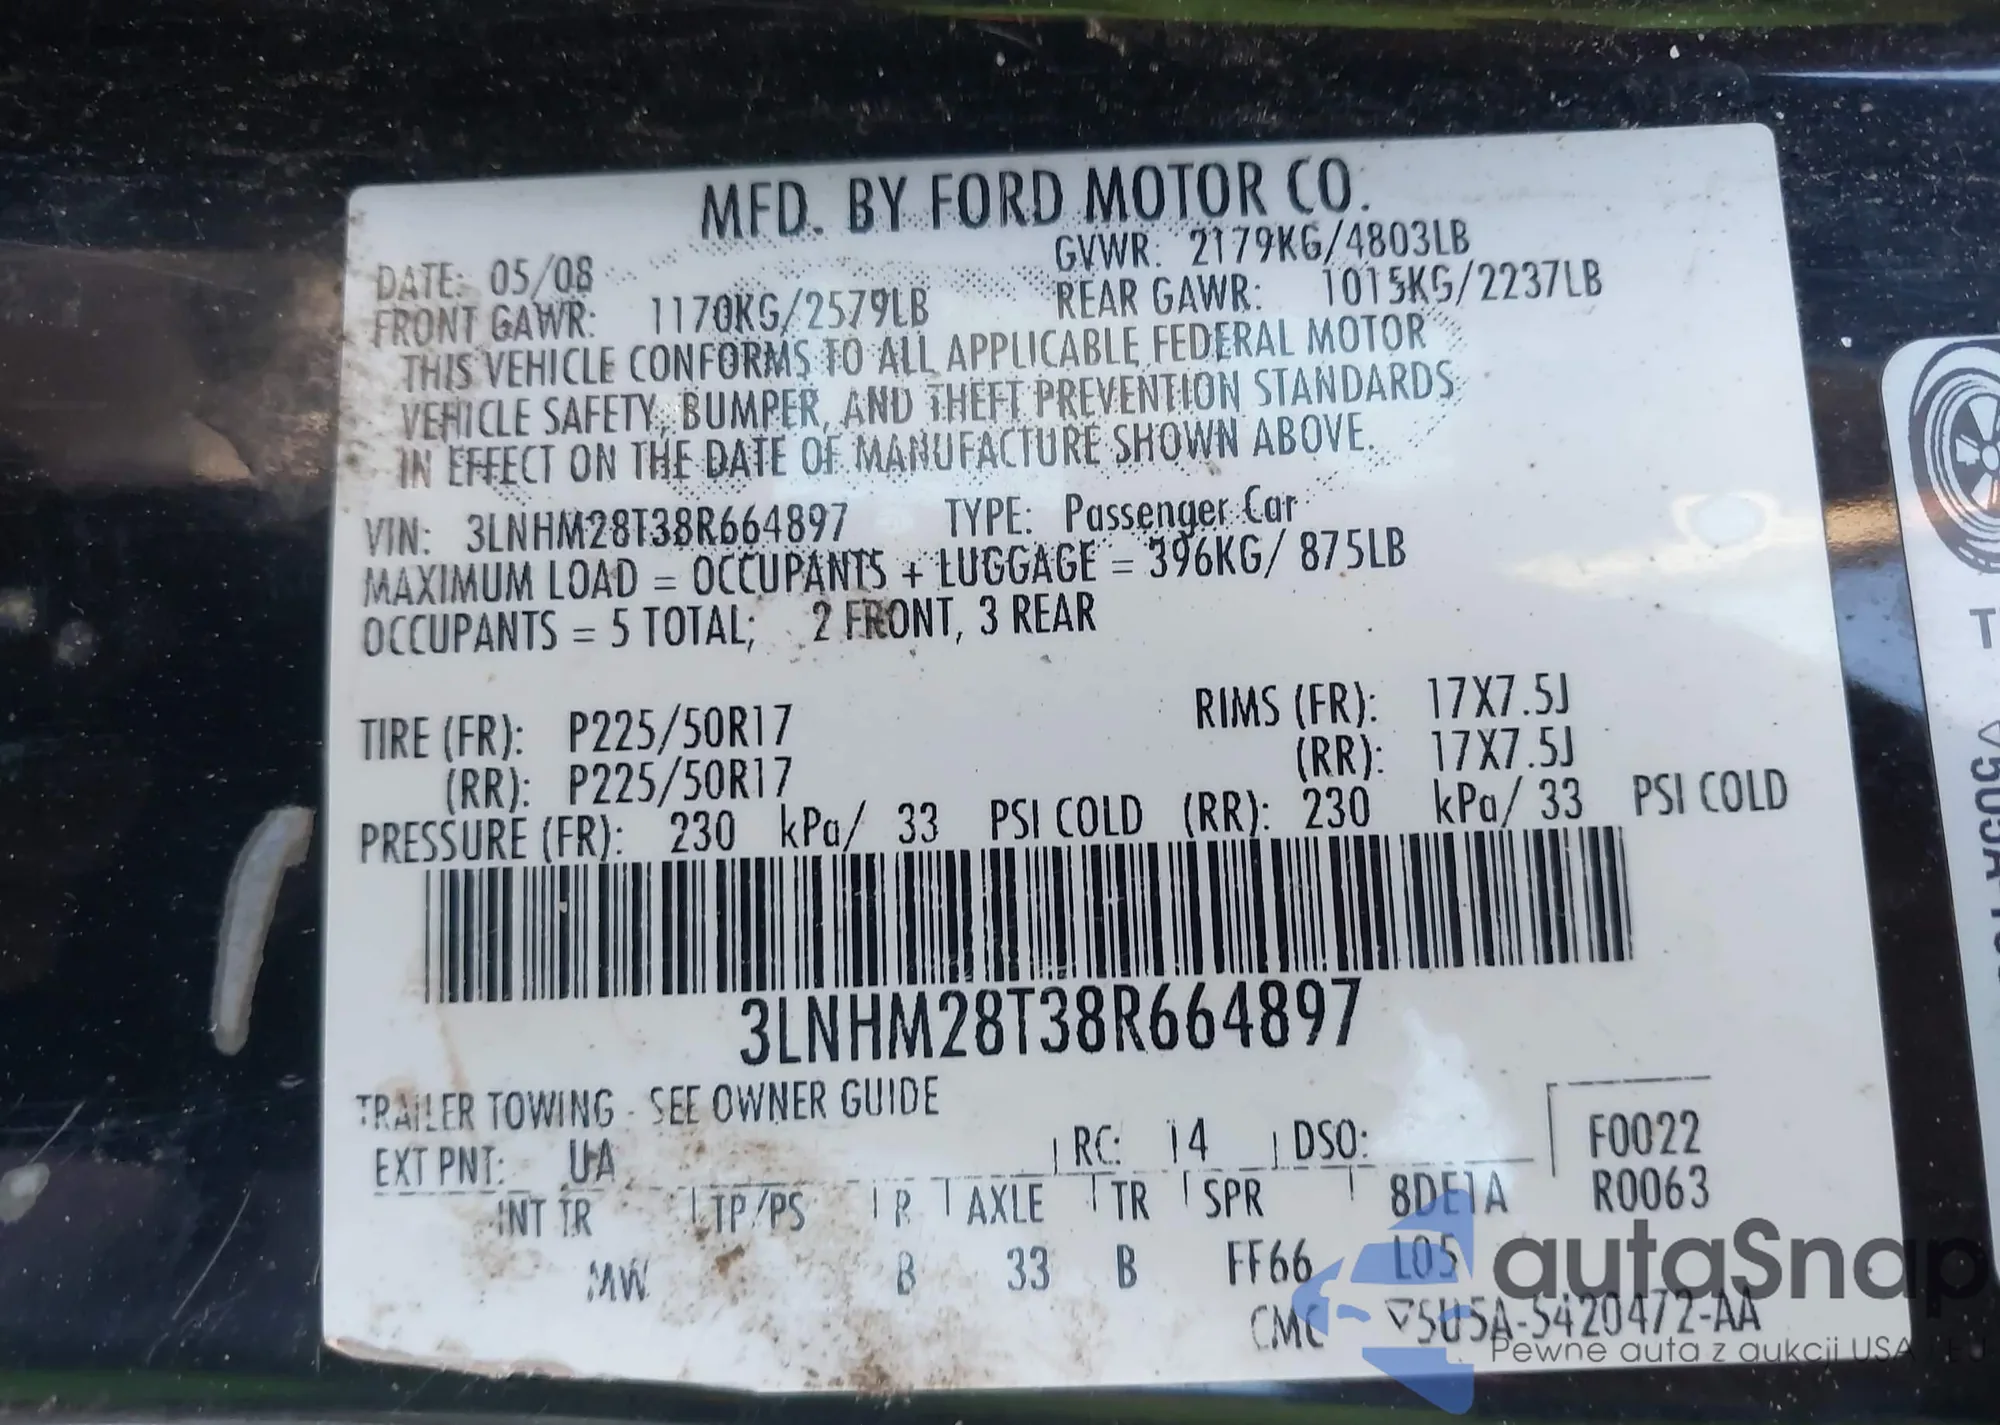 MFD. BY FORD MOTOR CO.
DATE: 05/08 GVWR: 2179KG/4803LB
FRONT GAWR: 1170KG/2579LB REAR GAWR: 1015KG/2237LB
THIS VEHICLE CONFORMS TO ALL APPLICABLE FEDERAL MOTOR
VEHICLE SAFETY, BUMPER, AND THEFT PREVENTION STANDARDS
IN EFFECT ON THE DATE OF MANUFACTURE SHOWN ABOVE.
VIN: 3LNHM28T38R664897 TYPE: Passenger Car
MAXIMUM LOAD = OCCUPANTS + LUGGAGE = 396KG/ 875LB
OCCUPANTS = 5 TOTAL; 2 FRONT, 3 REAR
TIRE (FR): P225/50R17 RIMS (FR): 17X7.5J
(RR): P225/50R17 (RR): 17X7.5J
PRESSURE (FR): 230 kPa/ 33 PSI COLD (RR): 230 kPa/ 33 PSI COLD
3LNHM28T38R664897
TRAILER TOWING - SEE OWNER GUIDE
EXT PNT: UA RC: 14 DSO: F0022
INT TR TP/PS R AXLE TR SPR 8DE1A R0063
MW B 33 B FF66 L05
CMC 5U5A-5420472-AA
autaSnap
Pewne auta z aukcji USA